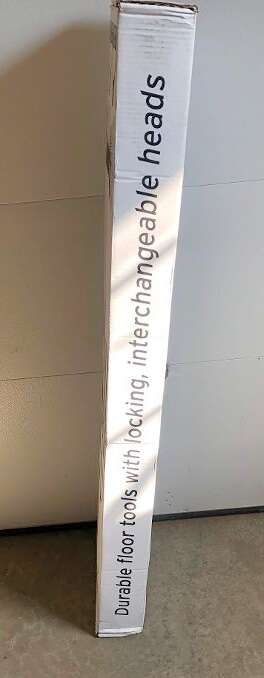 Durable floor tools with locking, interchangeable heads